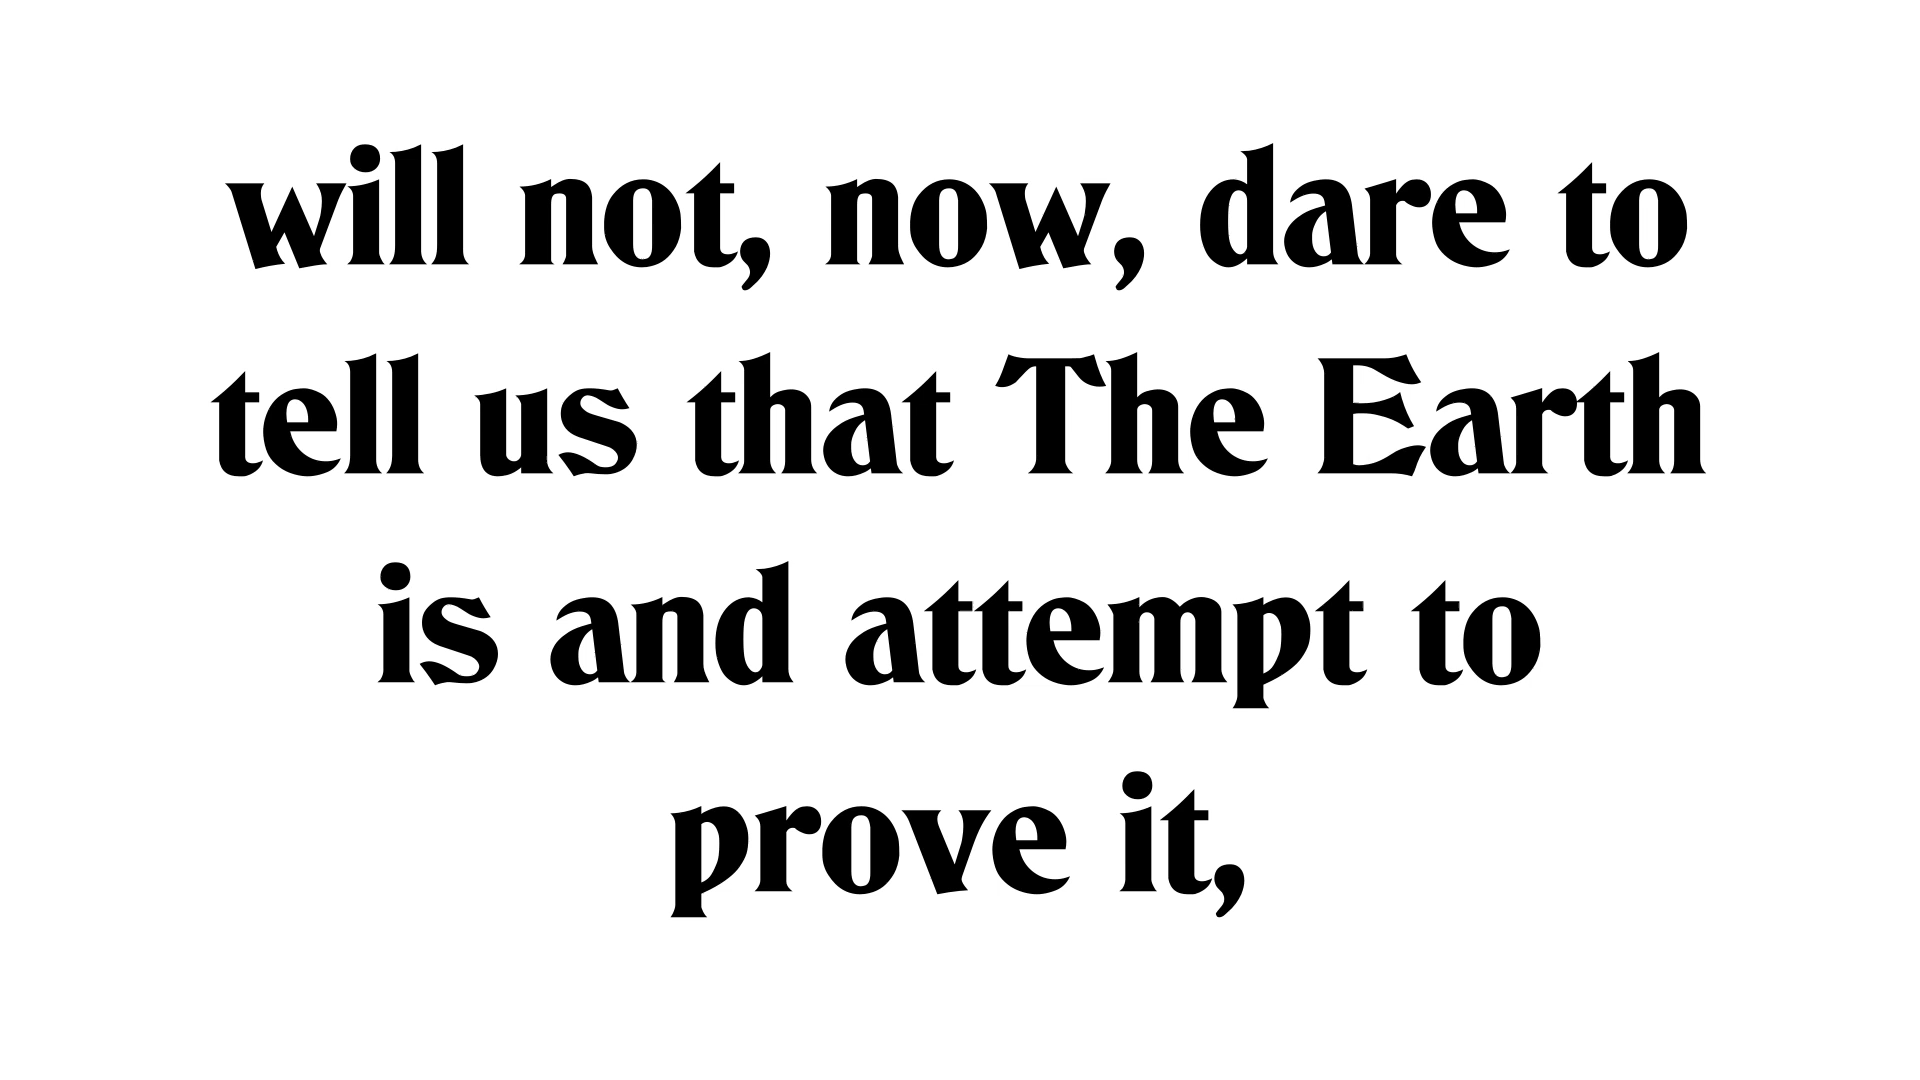 will not, now, dare to
tell us that The Earth
is and attempt to
prove it,